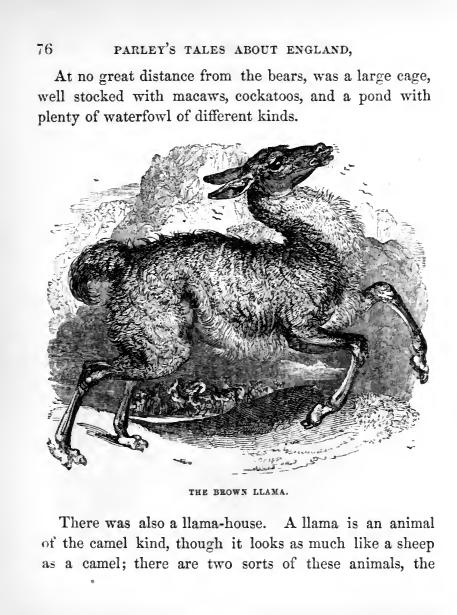 76 PARLEY'S TALES ABOUT ENGLAND,
At no great distance from the bears, was a large cage,
well stocked with macaws, cockatoos, and a pond with
plenty of waterfowl of different kinds.
THE BROWN LLAMA.
There was also a llama-house. A llama is an animal
of the camel kind, though it looks as much like a sheep
as a camel; there are two sorts of these animals, the